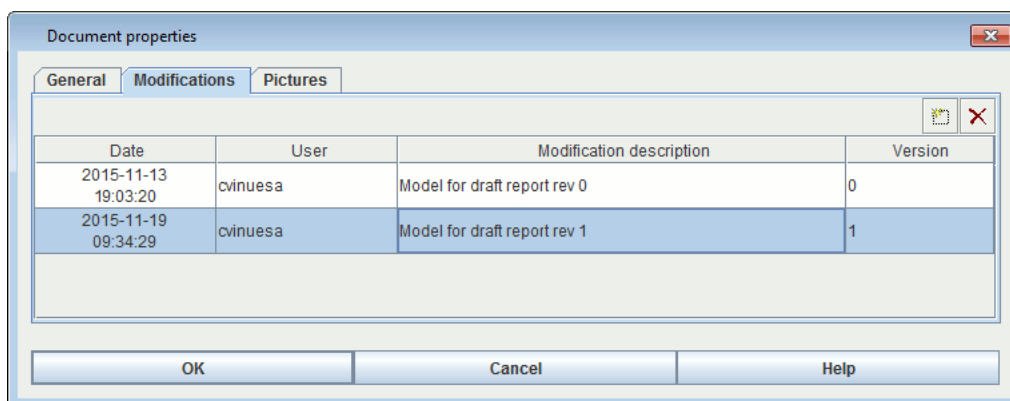 Document properties
General Modifications Pictures
Date User Modification description Version
2015-11-13
19:03:20 cvinuesa Model for draft report rev 0 0
2015-11-19
09:34:29 cvinuesa Model for draft report rev 1 1
OK Cancel Help